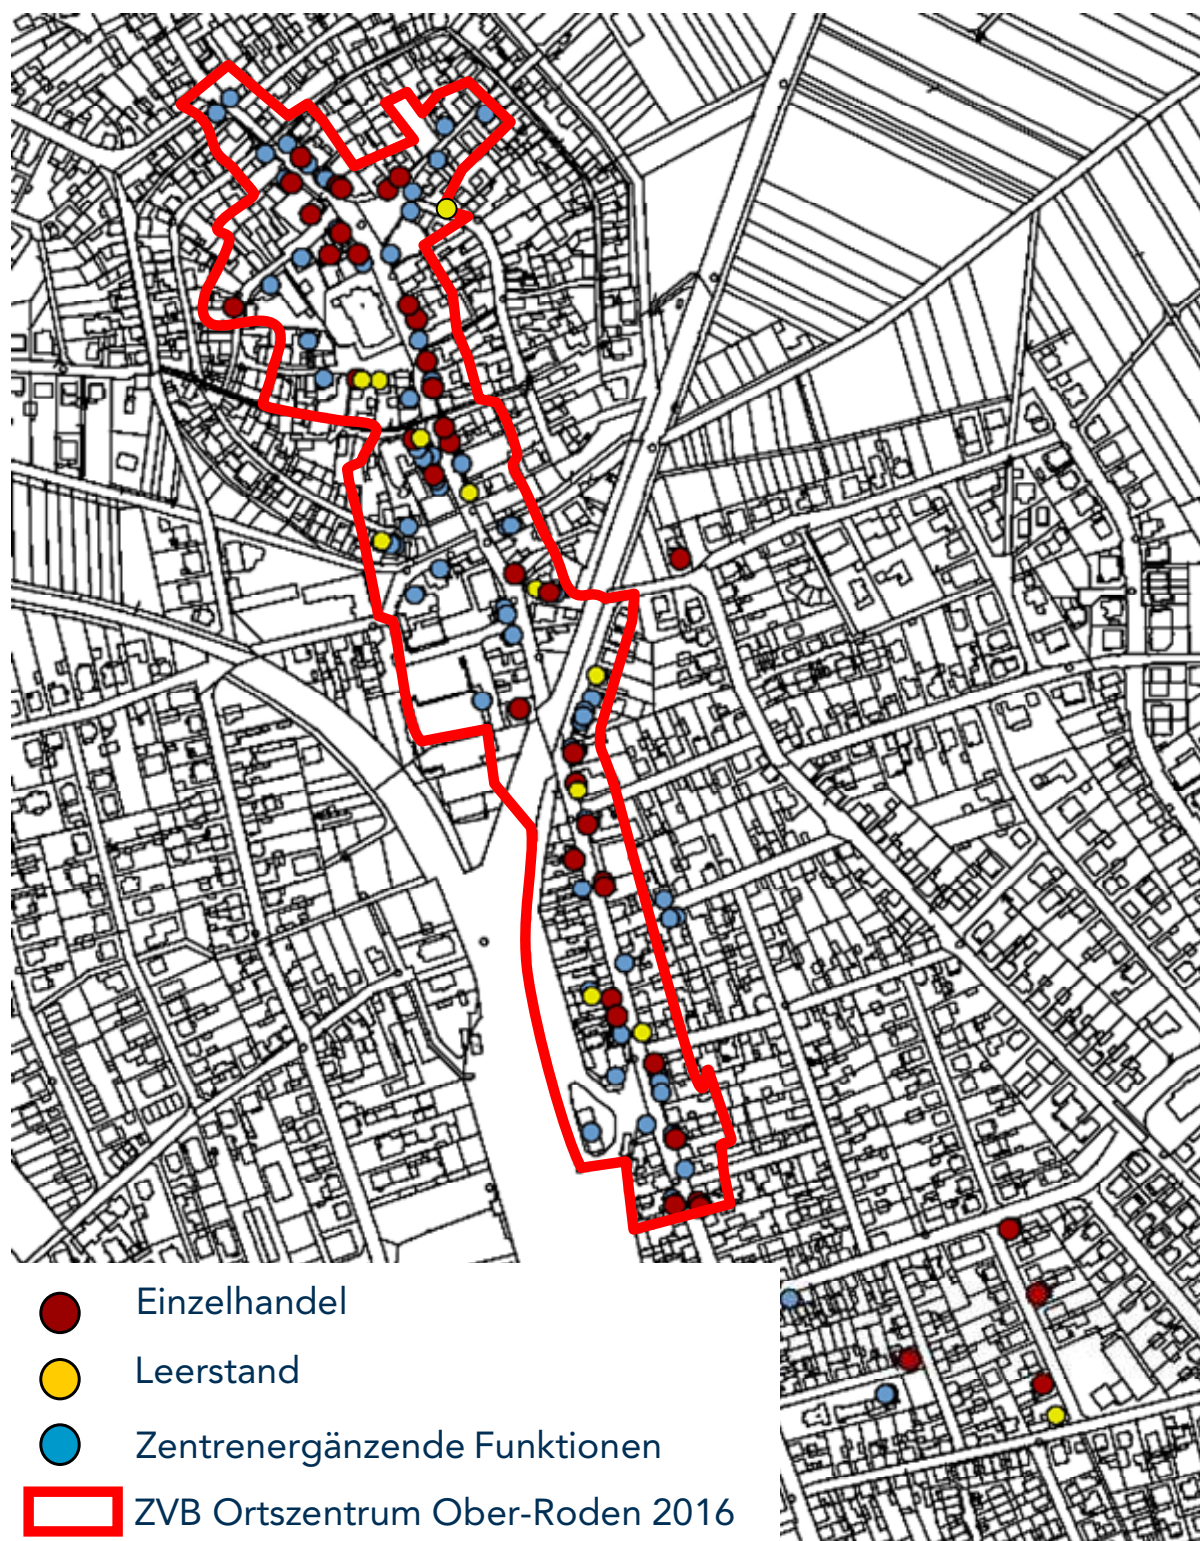 Einzelhandel
Leerstand
Zentrenergänzende Funktionen
ZVB Ortszentrum Ober-Roden 2016